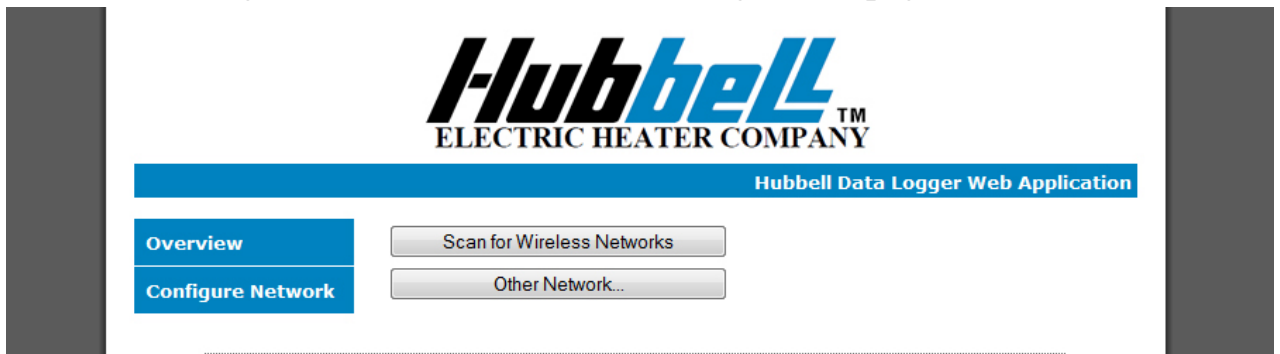 Hubbell TM
ELECTRIC HEATER COMPANY
Hubbell Data Logger Web Application
Overview
Configure Network
Scan for Wireless Networks
Other Network...